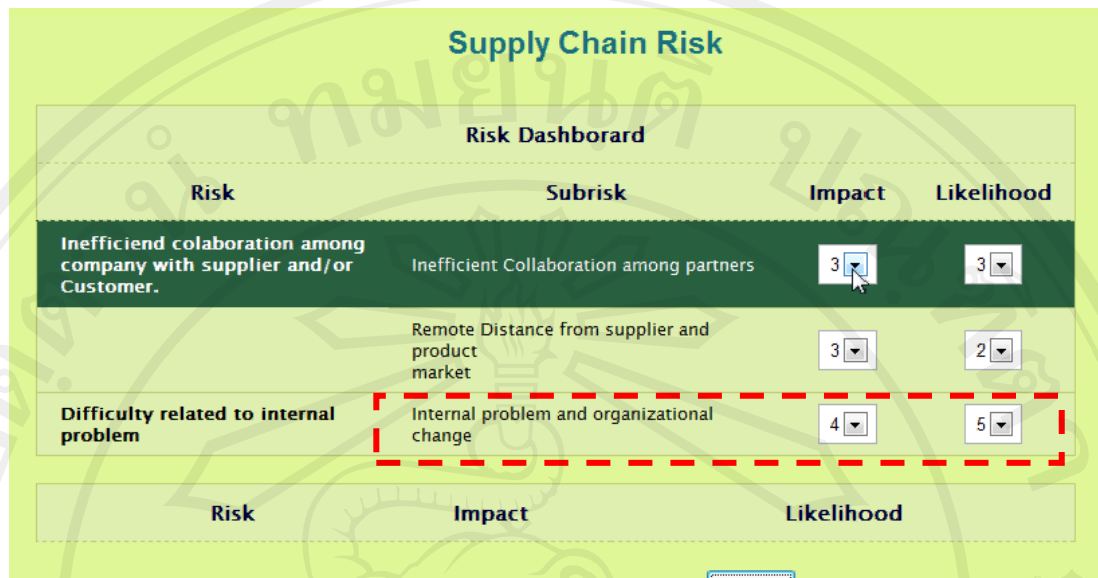 Supply Chain Risk
Risk Dashborard
Risk Subrisk Impact Likelihood
Inefficiend colaboration among
company with supplier and/or
Customer.
Inefficient Collaboration among partners 3 3
Remote Distance from supplier and
product
market
3 2
Difficulty related to internal
problem
Internal problem and organizational
change
4 5
Risk Impact Likelihood